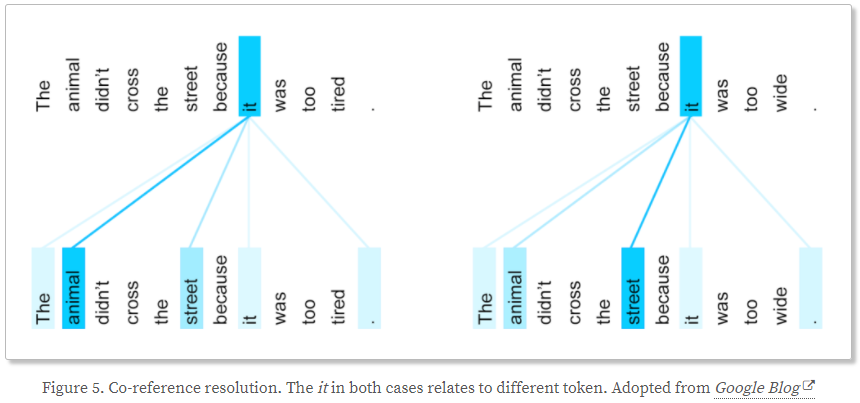 The animal didn't cross the street because it was too tired .
The animal didn't cross the street because it was too tired .
The animal didn't cross the street because it was too wide .
The animal didn't cross the street because it was too wide .
Figure 5. Co-reference resolution. The it in both cases relates to different token. Adopted from Google Blog